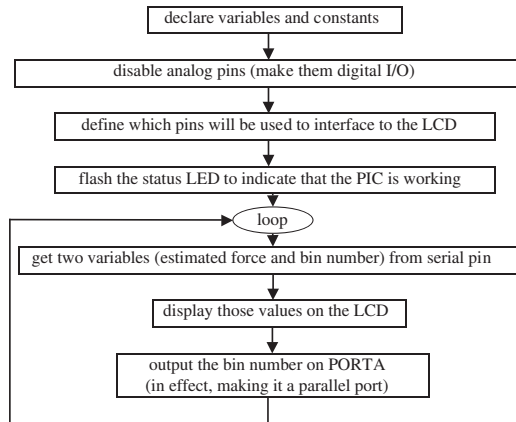 declare variables and constants
disable analog pins (make them digital I/O)
define which pins will be used to interface to the LCD
flash the status LED to indicate that the PIC is working
loop
get two variables (estimated force and bin number) from serial pin
display those values on the LCD
output the bin number on PORTA
(in effect, making it a parallel port)